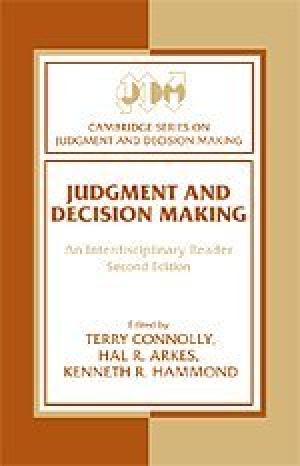 JDM
CAMBRIDGE SERIES ON
JUDGMENT AND DECISION MAKING
JUDGMENT AND
DECISION MAKING
An Interdisciplinary Reader
Second Edition
Edited by
TERRY CONNOLLY,
HAL R. ARKES,
KENNETH R. HAMMOND